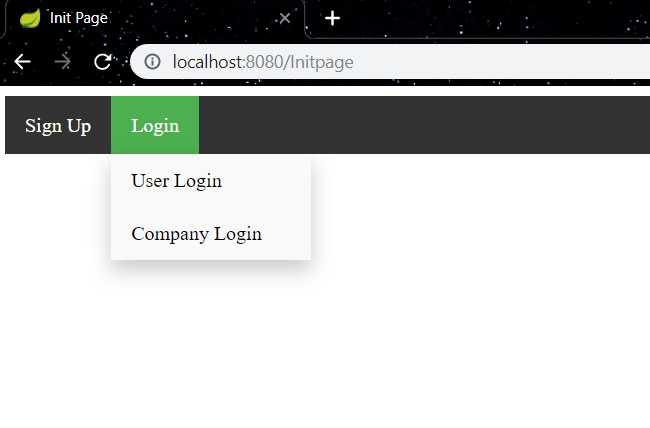 Init Page
localhost:8080/Initpage
Sign Up Login
User Login
Company Login